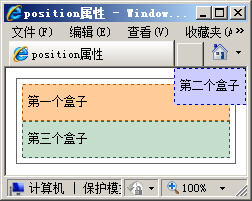 position属性 - Window...
文件(F) 编辑(E) 查看(V) 收藏夹(A »
position属性
第二个盒子
第一个盒子
第三个盒子
计算机 | 保护模
100%